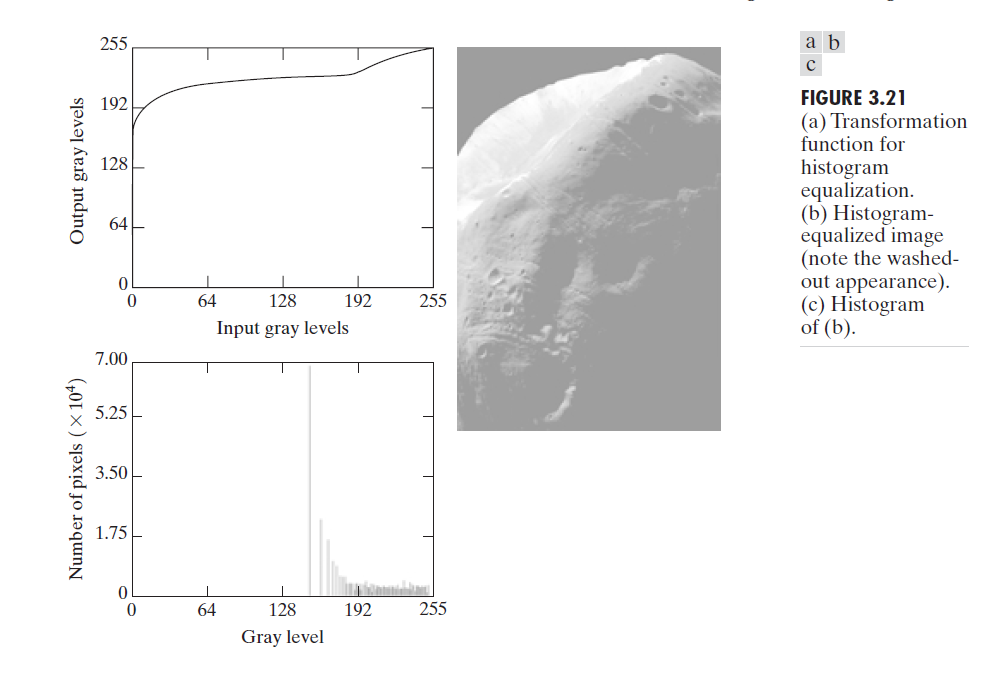 255
192
128
64
0
0 64 128 192 255
Output gray levels
Input gray levels
7.00
5.25
3.50
1.75
0
0 64 128 192 255
Number of pixels ( × 10⁴)
Gray level
a b
c
FIGURE 3.21
(a) Transformation
function for
histogram
equalization.
(b) Histogram-
equalized image
(note the washed-
out appearance).
(c) Histogram
of (b).